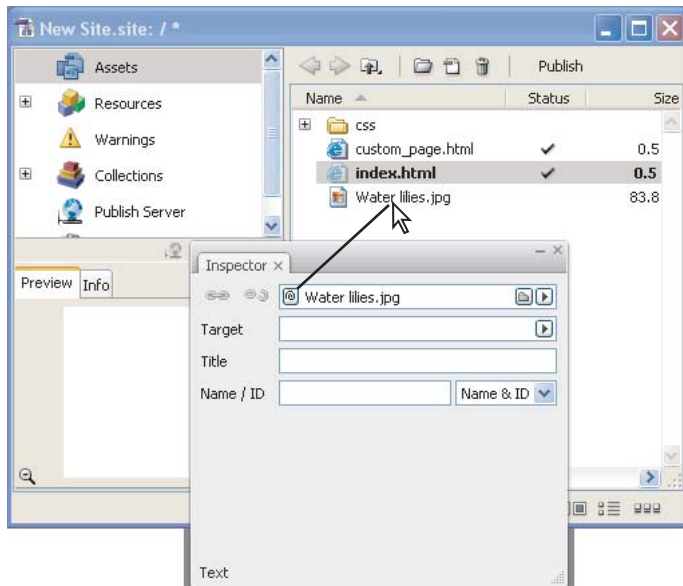 New Site.site: / *
Assets
Resources
Warnings
Collections
Publish Server
Publish
Name Status Size
css
custom_page.html 0.5
index.html 0.5
Water lilies.jpg 83.8
Preview Info
Inspector
Water lilies.jpg
Target
Title
Name / ID Name & ID
Text